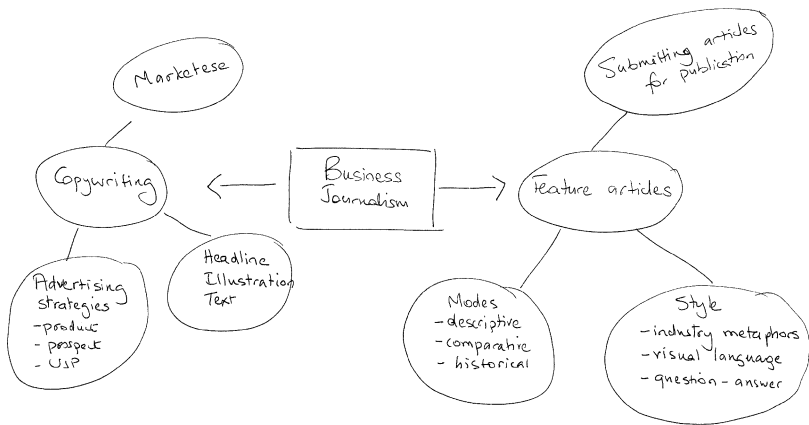 Marketese
Submitting articles
for publication
Copywriting
Business
Journalism
Feature articles
Advertising
strategies
- product
- prospect
- USP
Headline
Illustration
Text
Modes
- descriptive
- comparative
- historical
Style
- industry metaphors
- visual language
- question - answer